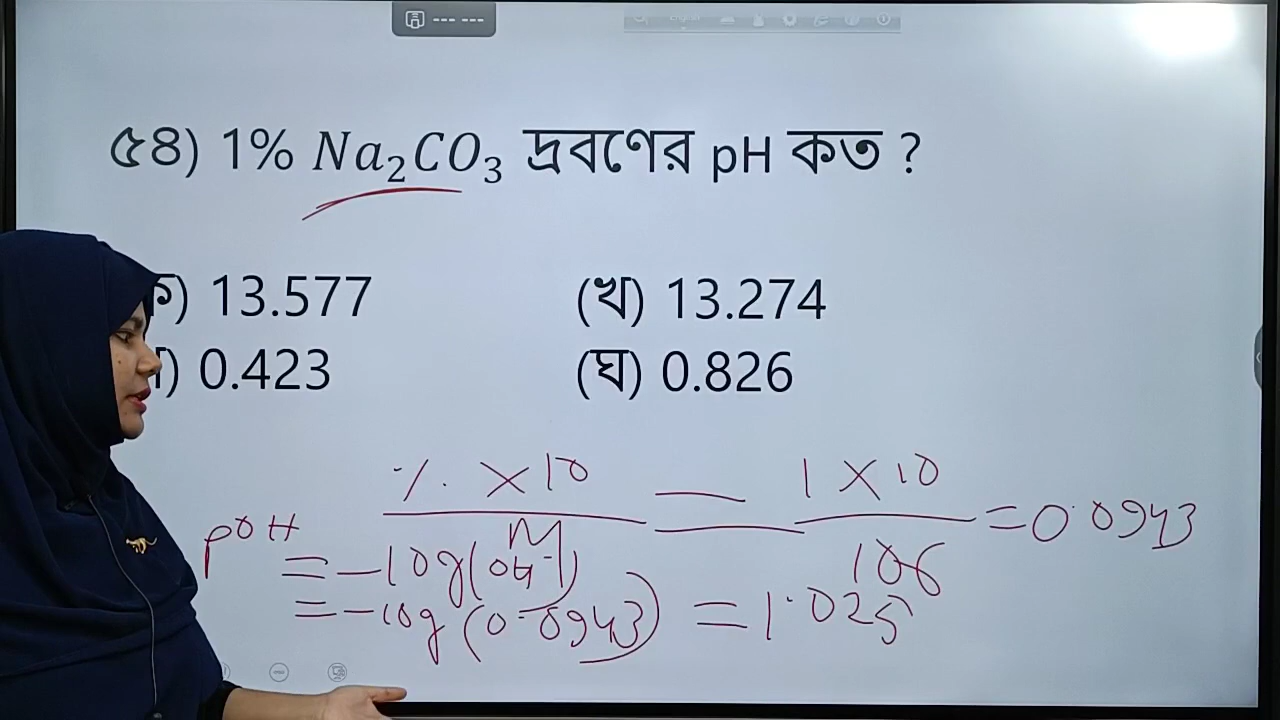 ৫৪) 1% Na₂CO₃ দ্রবণের pH কত ?
ক) 13.577 (খ) 13.274
) 0.423 (ঘ) 0.826
% × 10 / M = 1 × 10 / 106 = 0.0943
pOH
= -log(OH⁻)
= -log(0.0943) = 1.025